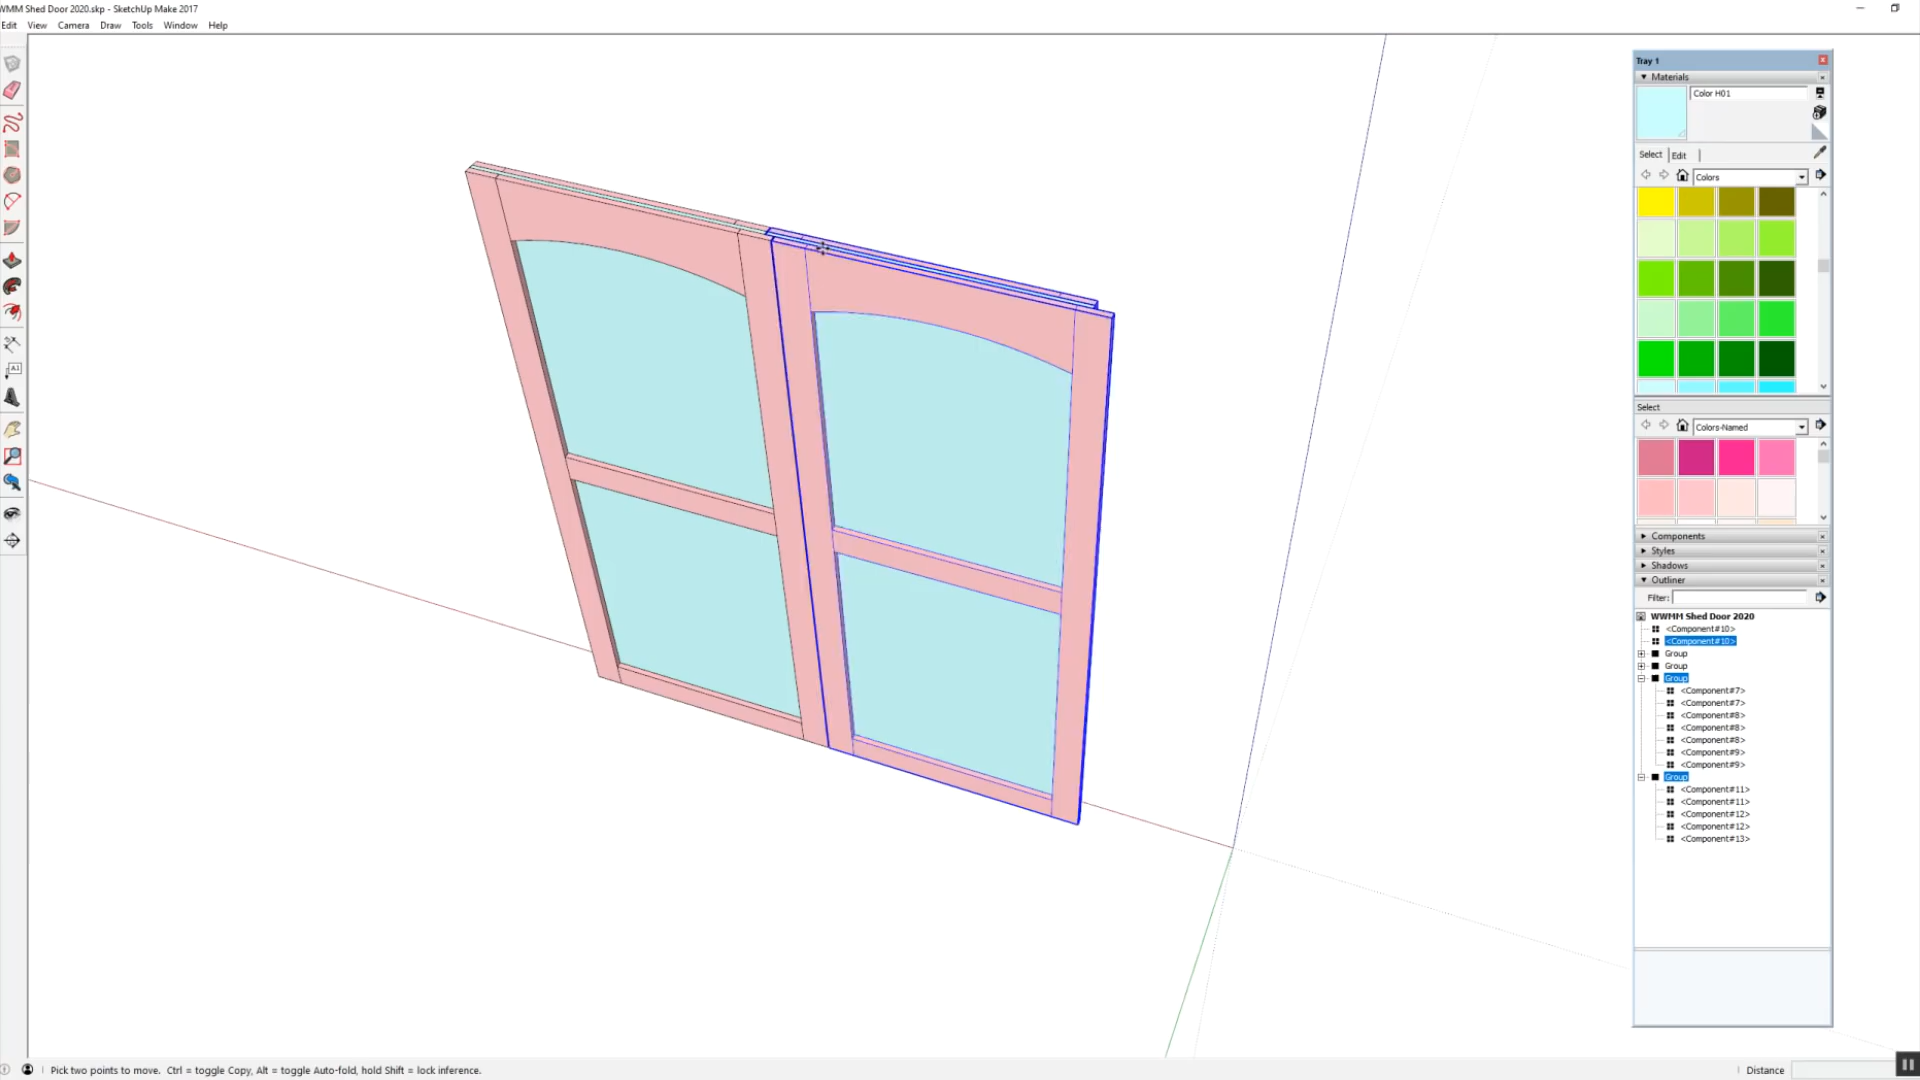 WMM Shed Door 2020.skp - SketchUp Make 2017
Edit View Camera Draw Tools Window Help
Tray 1
Materials
Color H01
Select Edit
Colors
Select
Colors-Named
Components
Styles
Shadows
Outliner
Filter:
WWMM Shed Door 2020
<Component#10>
<Component#10>
Group
Group
Group
<Component#7>
<Component#7>
<Component#8>
<Component#8>
<Component#8>
<Component#9>
<Component#9>
Group
<Component#11>
<Component#11>
<Component#12>
<Component#12>
<Component#13>
Pick two points to move. Ctrl = toggle Copy, Alt = toggle Auto-fold, hold Shift = lock inference.
Distance